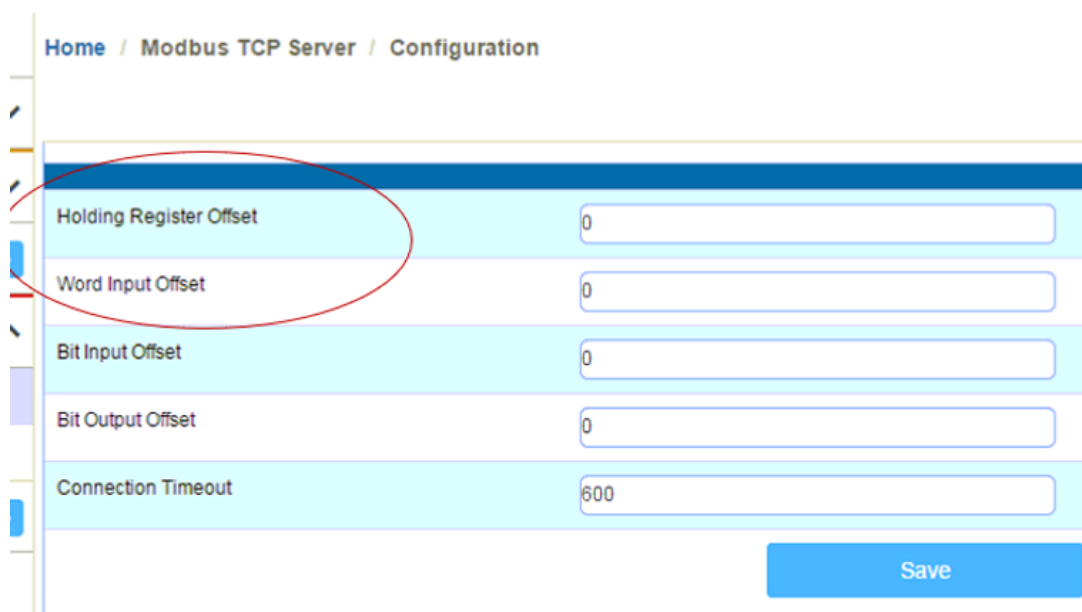 Home / Modbus TCP Server / Configuration
Holding Register Offset 0
Word Input Offset 0
Bit Input Offset 0
Bit Output Offset 0
Connection Timeout 600
Save